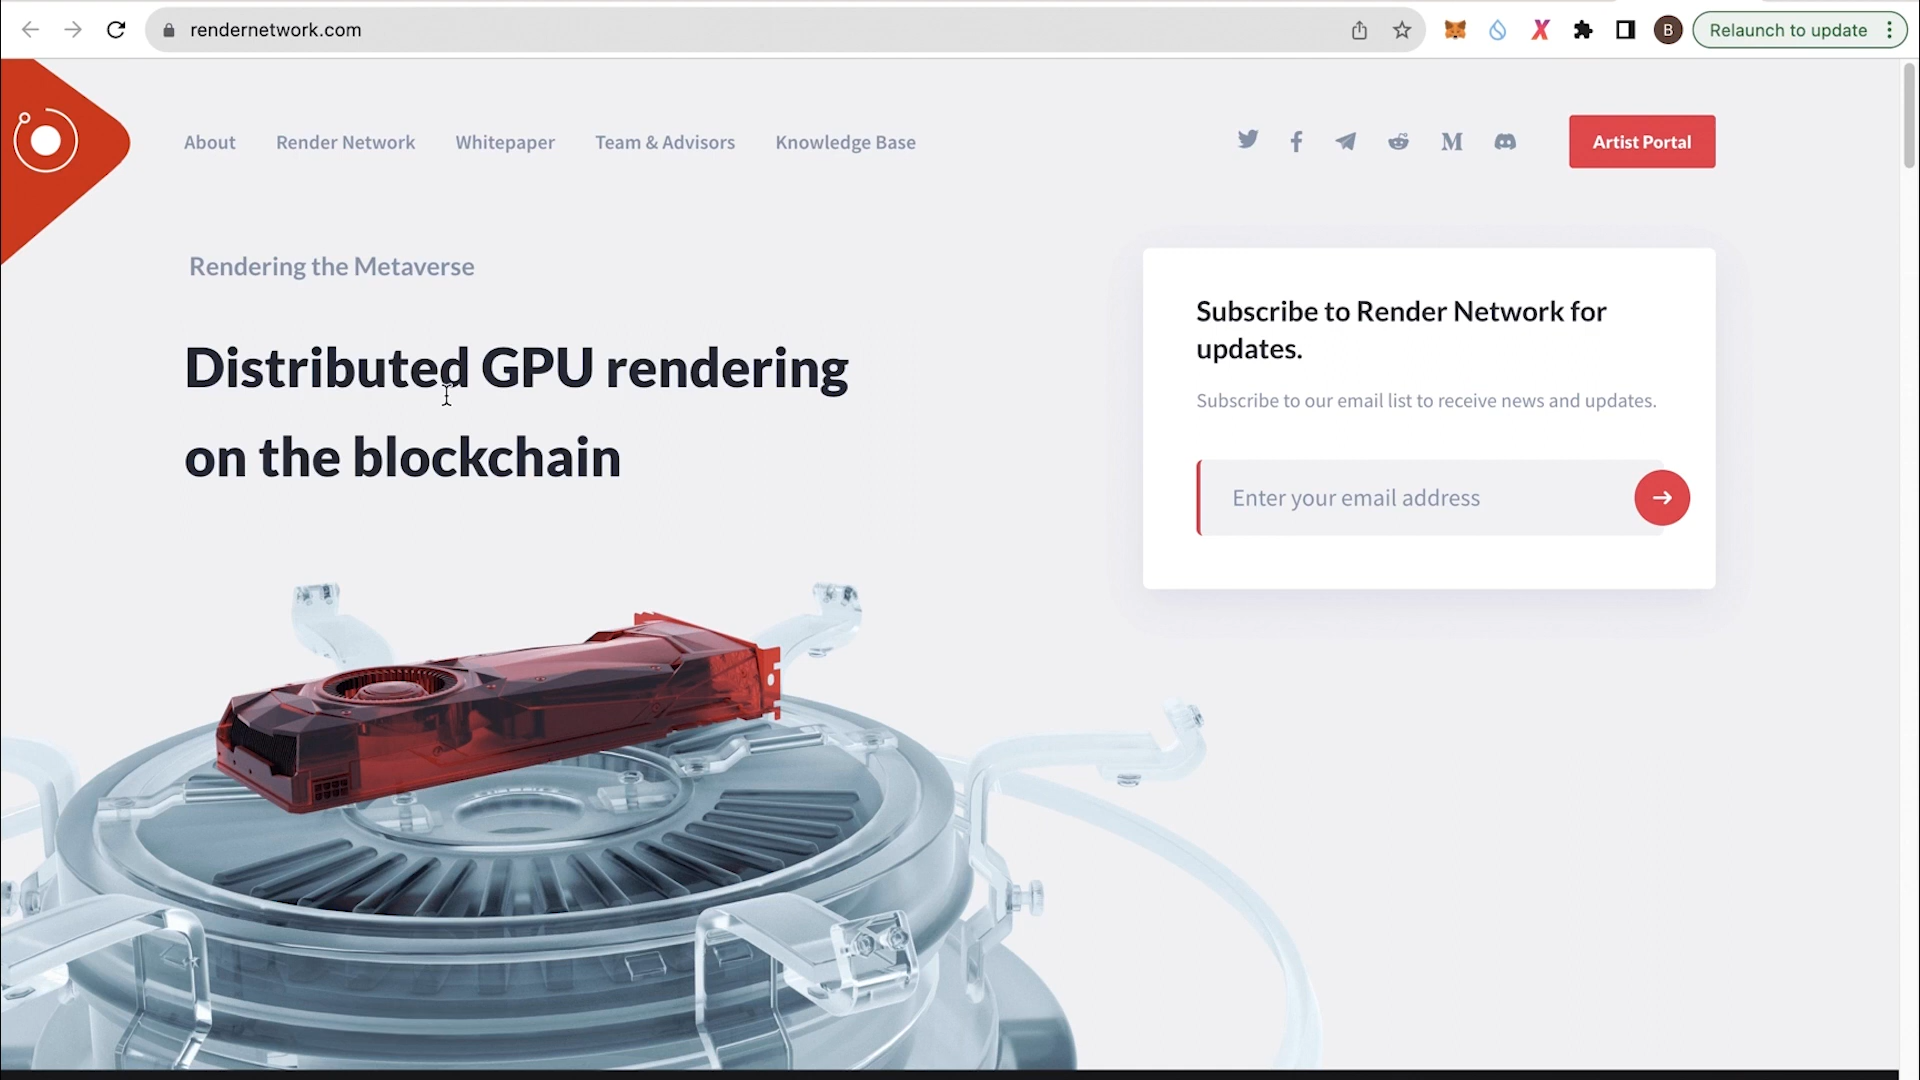 rendernetwork.com
B
Relaunch to update
About
Render Network
Whitepaper
Team & Advisors
Knowledge Base
Artist Portal
Rendering the Metaverse
Distributed GPU rendering
on the blockchain
Subscribe to Render Network for
updates.
Subscribe to our email list to receive news and updates.
Enter your email address